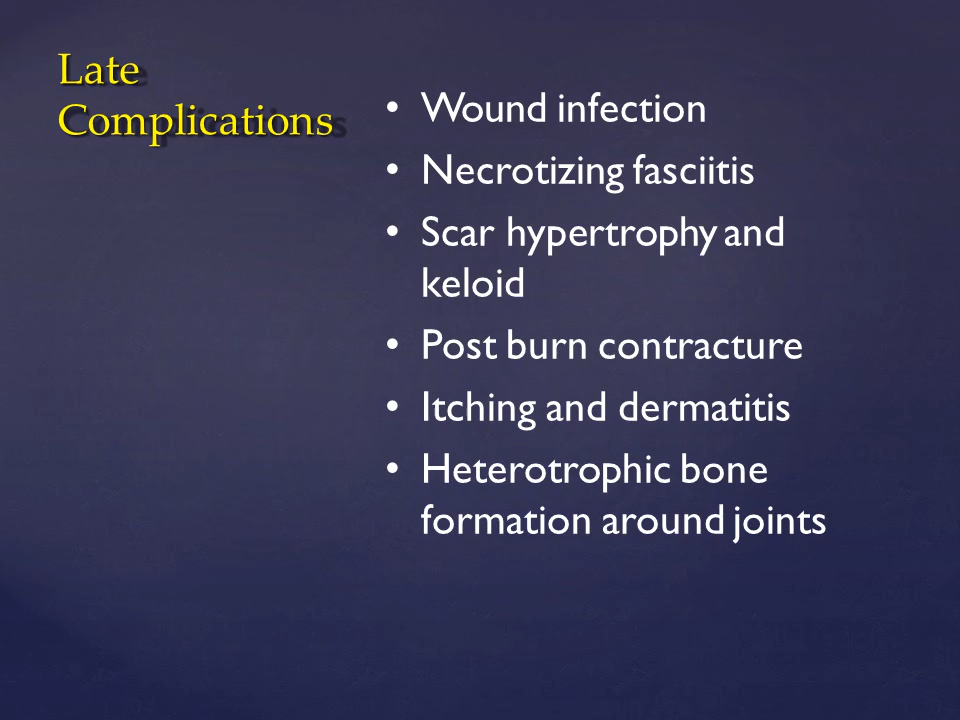 Late
Complications
• Wound infection
• Necrotizing fasciitis
• Scar hypertrophy and
keloid
• Post burn contracture
• Itching and dermatitis
• Heterotrophic bone
formation around joints